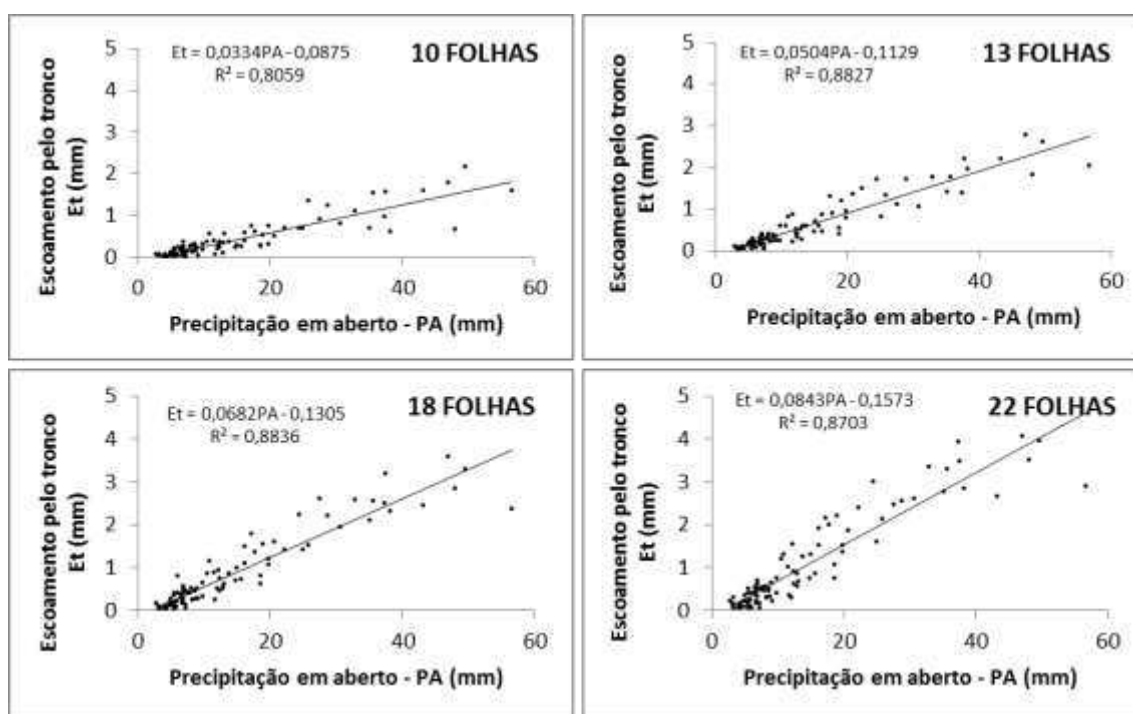 Et = 0,0334PA - 0,0875
R² = 0,8059
10 FOLHAS
Escoamento pelo tronco
Et (mm)
5
4
3
2
1
0
0 20 40 60
Precipitação em aberto - PA (mm)
Et = 0,0504PA - 0,1129
R² = 0,8827
13 FOLHAS
Escoamento pelo tronco
Et (mm)
5
4
3
2
1
0
0 20 40 60
Precipitação em aberto - PA (mm)
Et = 0,0682PA - 0,1305
R² = 0,8836
18 FOLHAS
Escoamento pelo tronco
Et (mm)
5
4
3
2
1
0
0 20 40 60
Precipitação em aberto - PA (mm)
Et = 0,0843PA - 0,1573
R² = 0,8703
22 FOLHAS
Escoamento pelo tronco
Et (mm)
5
4
3
2
1
0
0 20 40 60
Precipitação em aberto - PA (mm)